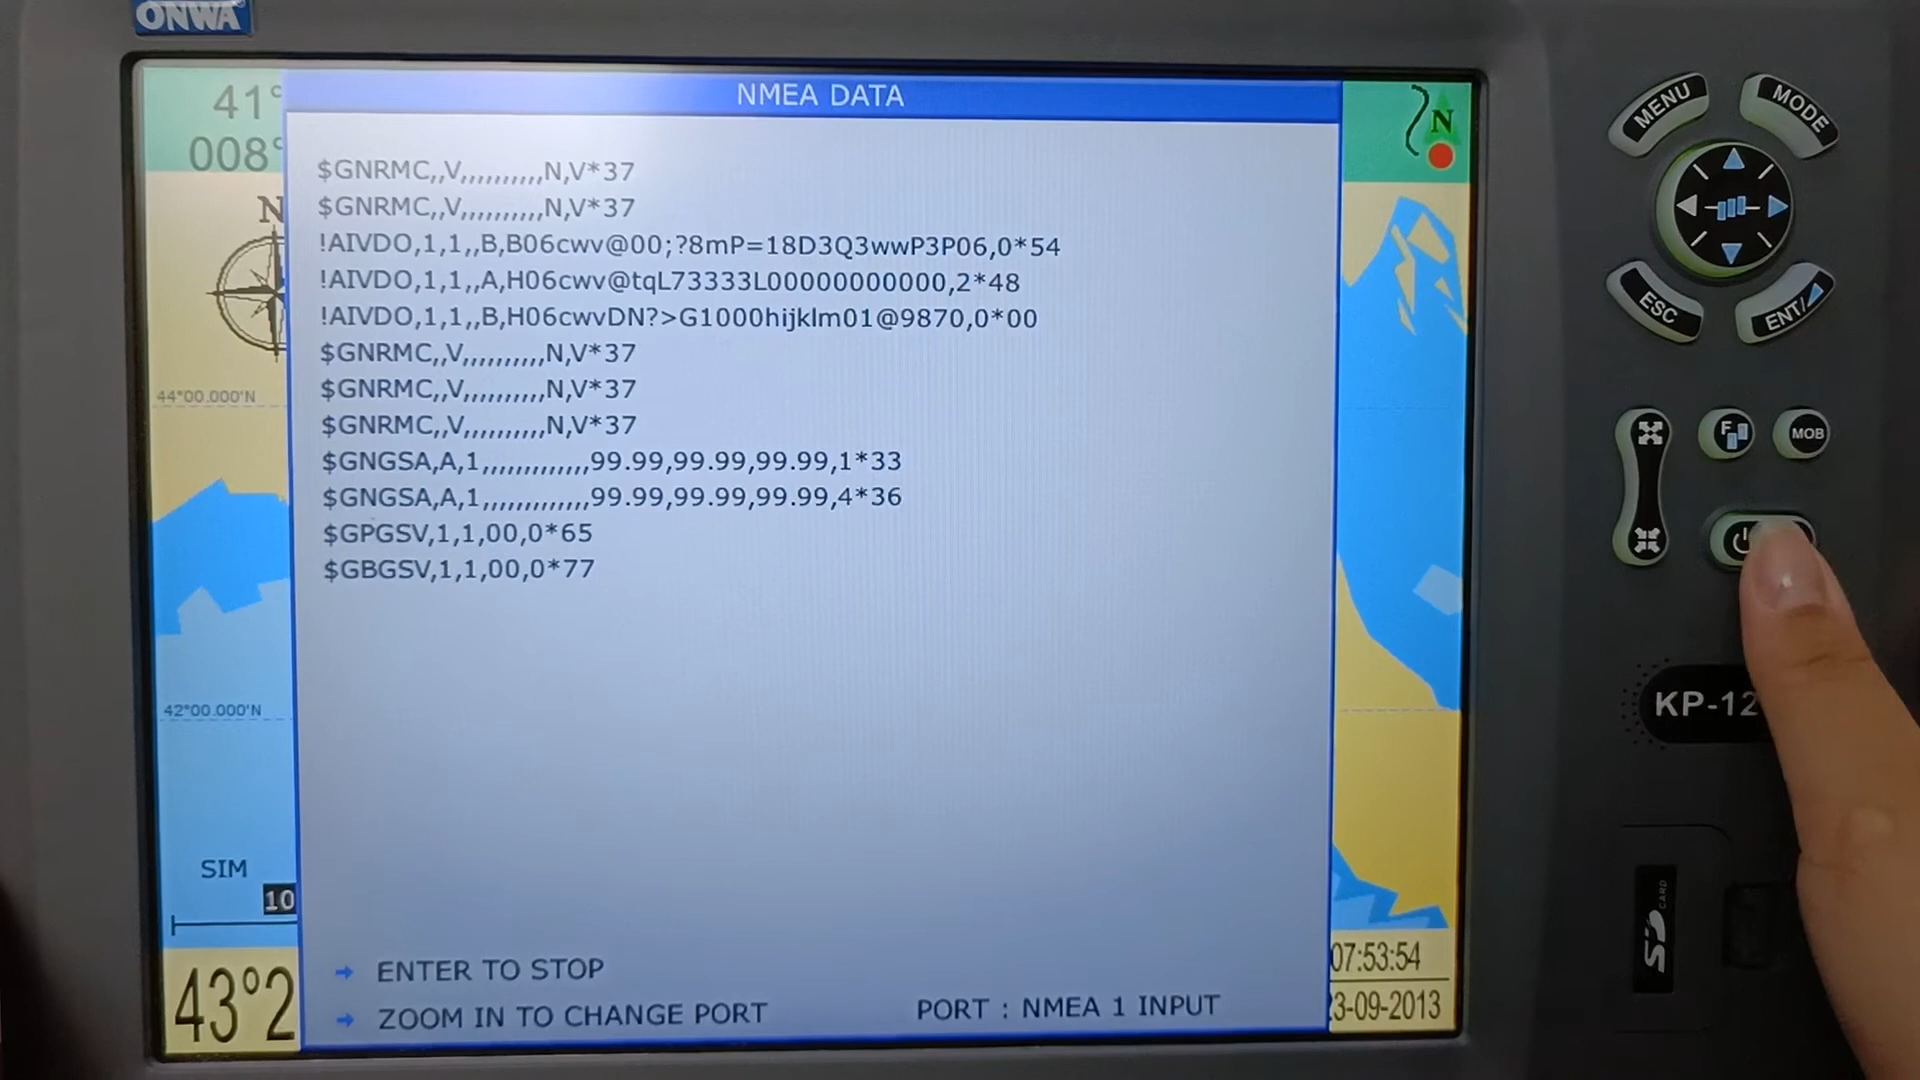 ONWA
NMEA DATA
41°
008°
N
$GNRMC,,V,,,,,,,,,,N,V*37
$GNRMC,,V,,,,,,,,,,N,V*37
!AIVDO,1,1,,B,B06cwv@00;?8mP=18D3Q3wwP3P06,0*54
!AIVDO,1,1,,A,H06cwv@tqL73333L00000000000,2*48
!AIVDO,1,1,,B,H06cwvDN?>G1000hijklm01@9870,0*00
$GNRMC,,V,,,,,,,,,,N,V*37
$GNRMC,,V,,,,,,,,,,N,V*37
$GNRMC,,V,,,,,,,,,,N,V*37
$GNGSA,A,1,,,,,,,,,,,,,99.99,99.99,99.99,1*33
$GNGSA,A,1,,,,,,,,,,,,,99.99,99.99,99.99,4*36
$GPGSV,1,1,00,0*65
$GBGSV,1,1,00,0*77
44°00.000'N
42°00.000'N
SIM
10
43°2
ENTER TO STOP
ZOOM IN TO CHANGE PORT
PORT : NMEA 1 INPUT
N
07:53:54
3-09-2013
MENU
MODE
ESC
ENT/
F
MOB
KP-12
SD CARD